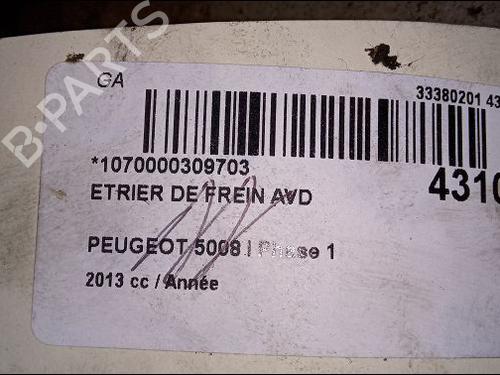 GA
33380201 43
*1070000309703
4310
ETRIER DE FREIN AVD
PEUGEOT 5008 I Phase 1
2013 cc / Année
B-PARTS